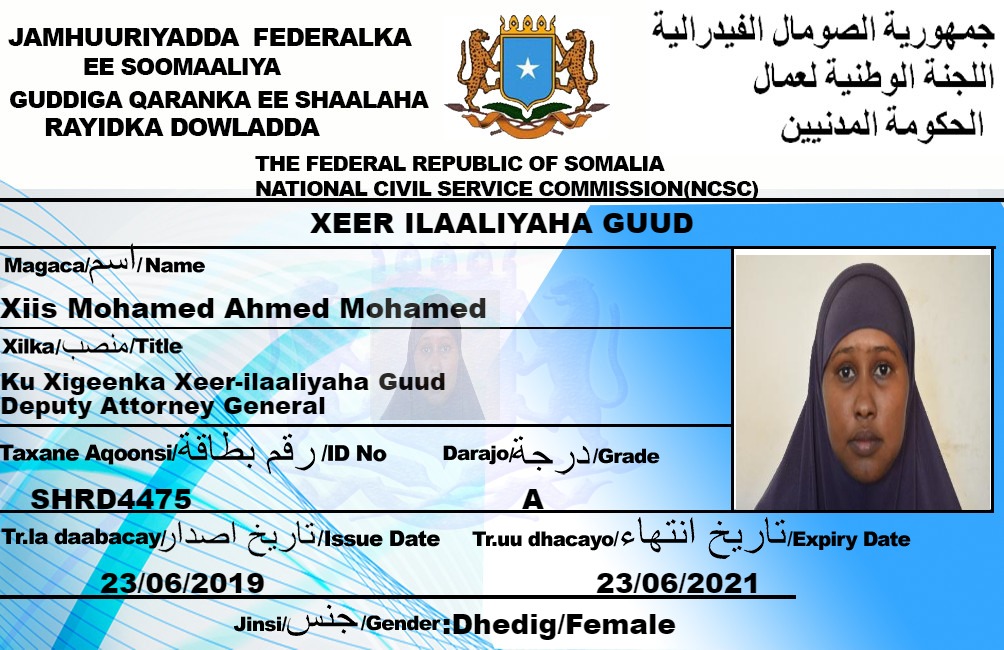 JAMHUURIYADDA FEDERALKA
EE SOOMAALIYA
GUDDIGA QARANKA EE SHAALAHA
RAYIDKA DOWLADDA
جمهورية الصومال الفيدرالية
اللجنة الوطنية لعمال
الحكومة المدنيين
THE FEDERAL REPUBLIC OF SOMALIA
NATIONAL CIVIL SERVICE COMMISSION(NCSC)
XEER ILAALIYAHA GUUD
Magaca/اسم/Name
Xiis Mohamed Ahmed Mohamed
Xilka/منصب/Title
Ku Xigeenka Xeer-ilaaliyaha Guud
Deputy Attorney General
Taxane Aqoonsi/رقم بطاقة/ID No
Darajo/درجة/Grade
SHRD4475
A
Tr.la daabacay/تاريخ اصدار/Issue Date
Tr.uu dhacayo/تاريخ انتهاء/Expiry Date
23/06/2019
23/06/2021
Jinsi/جنس/Gender:Dhedig/Female